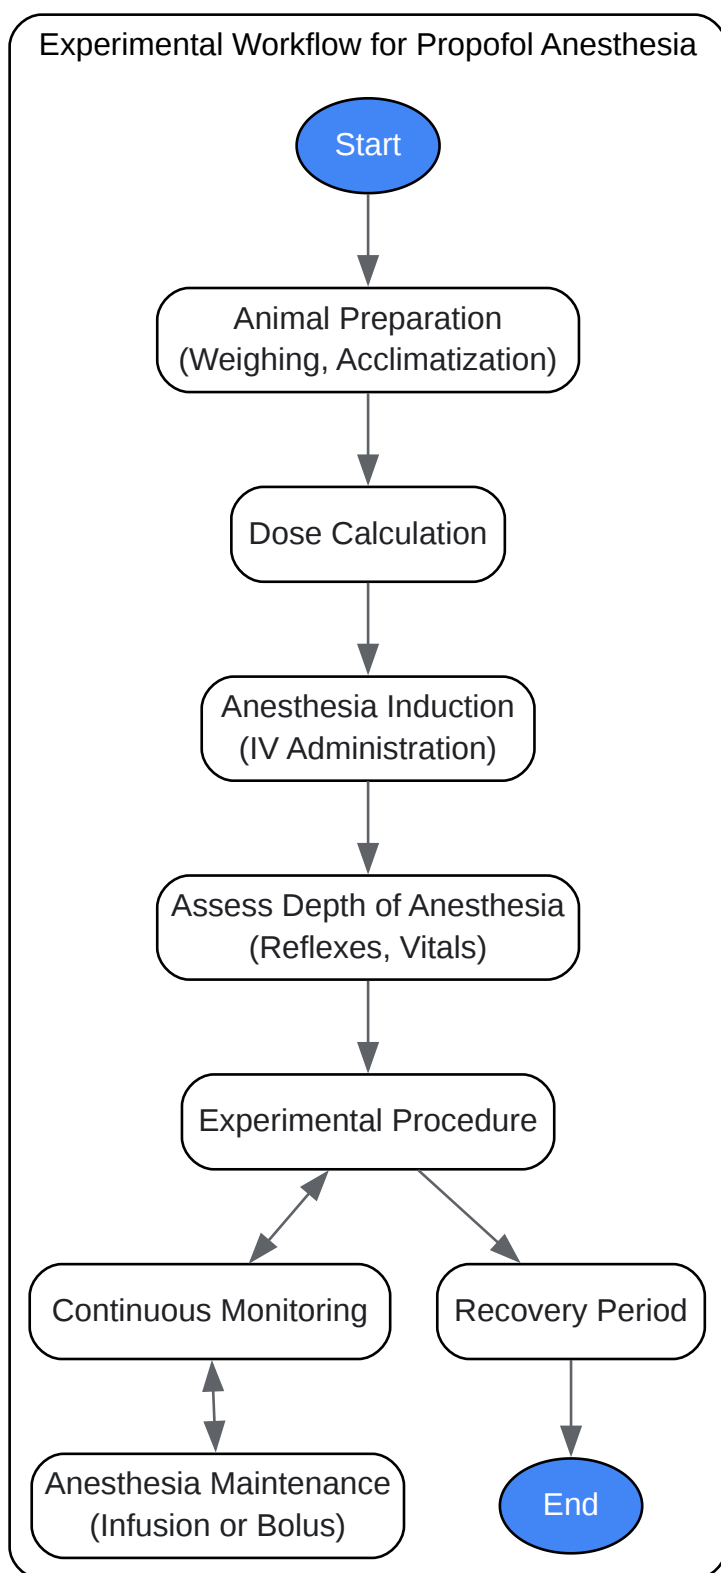 Experimental Workflow for Propofol Anesthesia
Start
Animal Preparation
(Weighing, Acclimatization)
Dose Calculation
Anesthesia Induction
(IV Administration)
Assess Depth of Anesthesia
(Reflexes, Vitals)
Experimental Procedure
Continuous Monitoring
Recovery Period
Anesthesia Maintenance
(Infusion or Bolus)
End